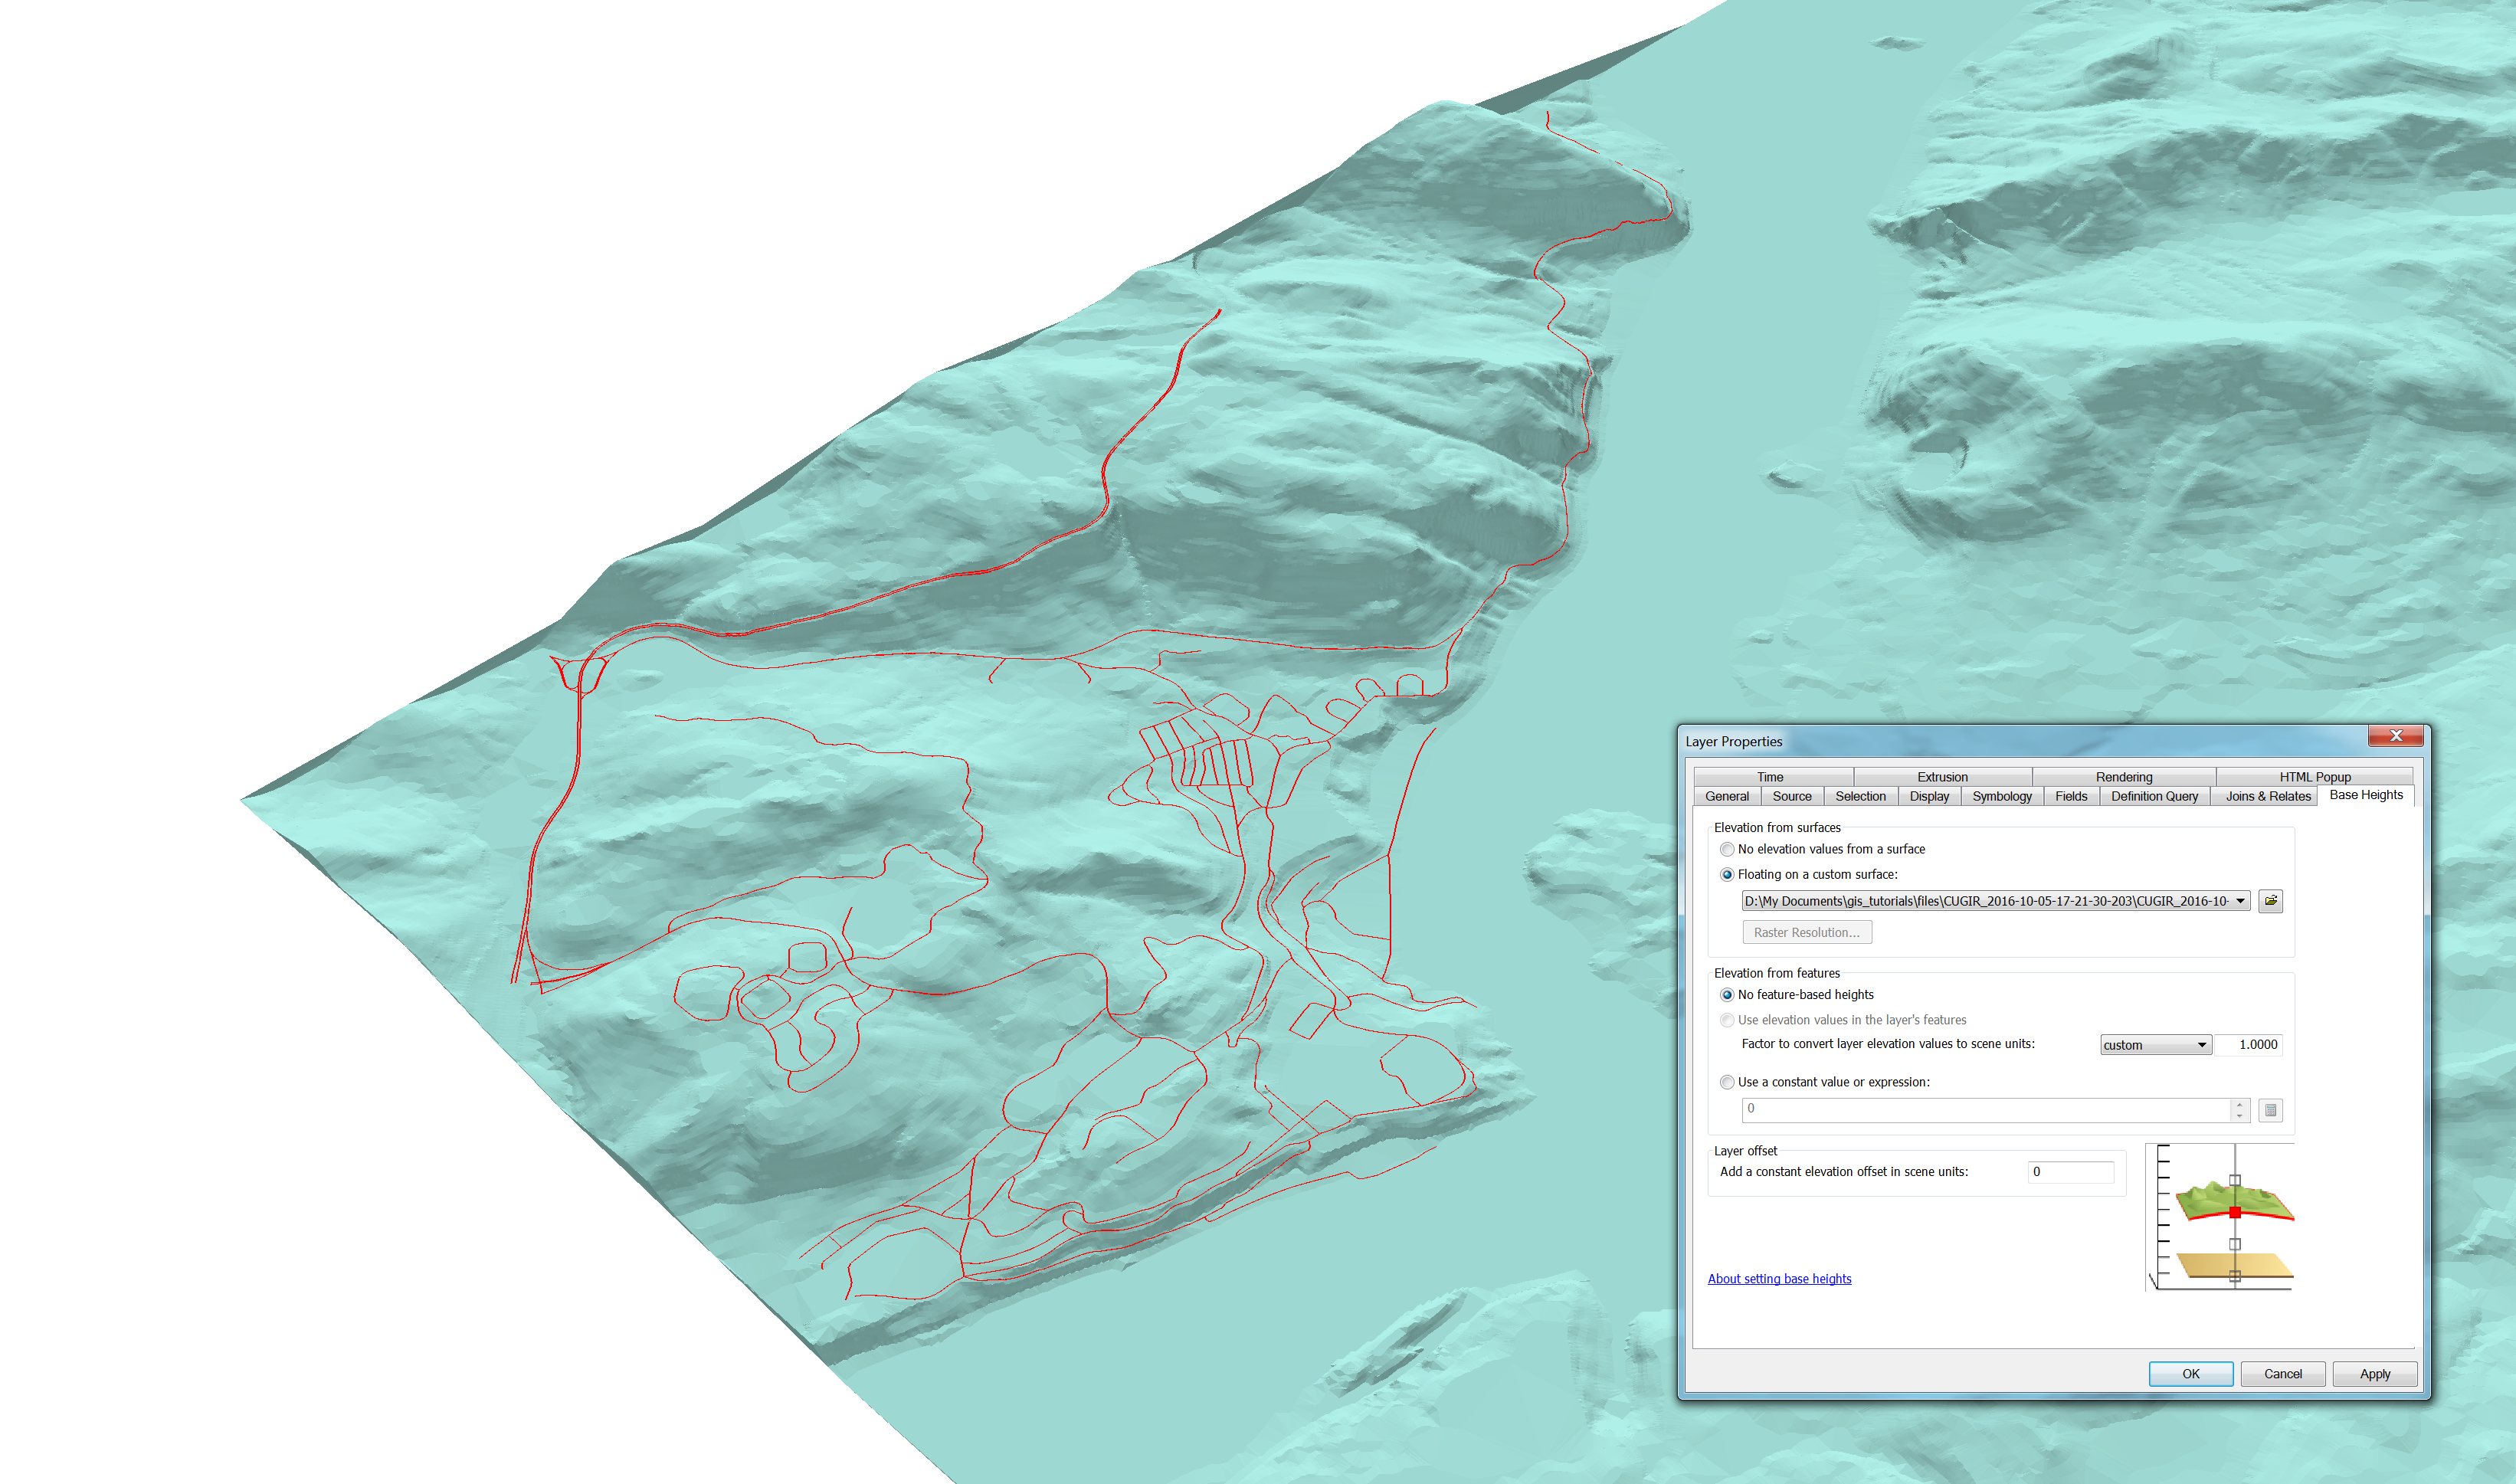 Layer Properties
Time Extrusion Rendering HTML Popup
General Source Selection Display Symbology Fields Definition Query Joins & Relates Base Heights
Elevation from surfaces
No elevation values from a surface
Floating on a custom surface:
D:\My Documents\gis_tutorials\files\CUGIR_2016-10-05-17-21-30-203\CUGIR_2016-10-
Raster Resolution...
Elevation from features
No feature-based heights
Use elevation values in the layer's features
Factor to convert layer elevation values to scene units: custom 1.0000
Use a constant value or expression:
0
Layer offset
Add a constant elevation offset in scene units: 0
About setting base heights
OK Cancel Apply